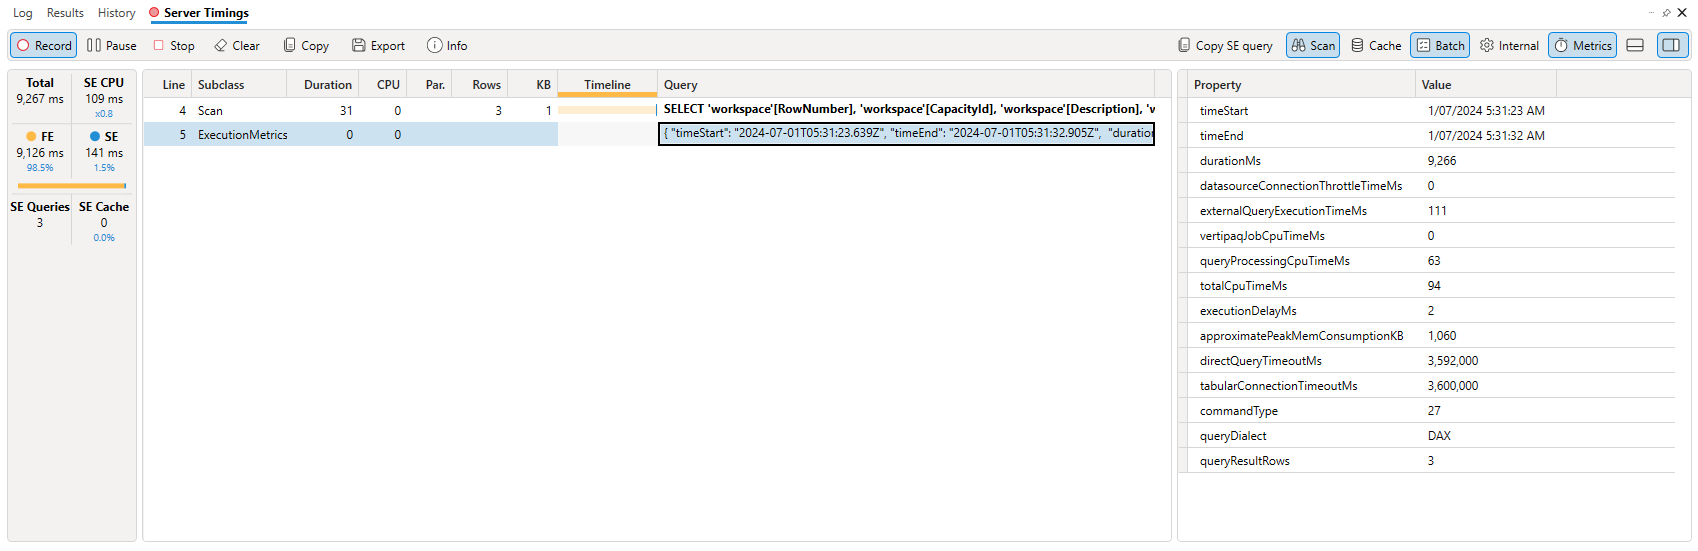 Log Results History Server Timings
Record Pause Stop Clear Copy Export Info Copy SE query Scan Cache Batch Internal Metrics
Total SE CPU
9,267 ms 109 ms
x0.8
FE SE
9,126 ms 141 ms
98.5% 1.5%
SE Queries SE Cache
3 0
0.0%
Line Subclass Duration CPU Par. Rows KB Timeline Query
4 Scan 31 0 3 1 SELECT 'workspace'[RowNumber], 'workspace'[CapacityId], 'workspace'[Description], 'w
5 ExecutionMetrics 0 0 { "timeStart": "2024-07-01T05:31:23.639Z", "timeEnd": "2024-07-01T05:31:32.905Z", "duration
Property Value
timeStart 1/07/2024 5:31:23 AM
timeEnd 1/07/2024 5:31:32 AM
durationMs 9,266
datasourceConnectionThrottleTimeMs 0
externalQueryExecutionTimeMs 111
vertipaqJobCpuTimeMs 0
queryProcessingCpuTimeMs 63
totalCpuTimeMs 94
executionDelayMs 2
approximatePeakMemConsumptionKB 1,060
directQueryTimeoutMs 3,592,000
tabularConnectionTimeoutMs 3,600,000
commandType 27
queryDialect DAX
queryResultRows 3